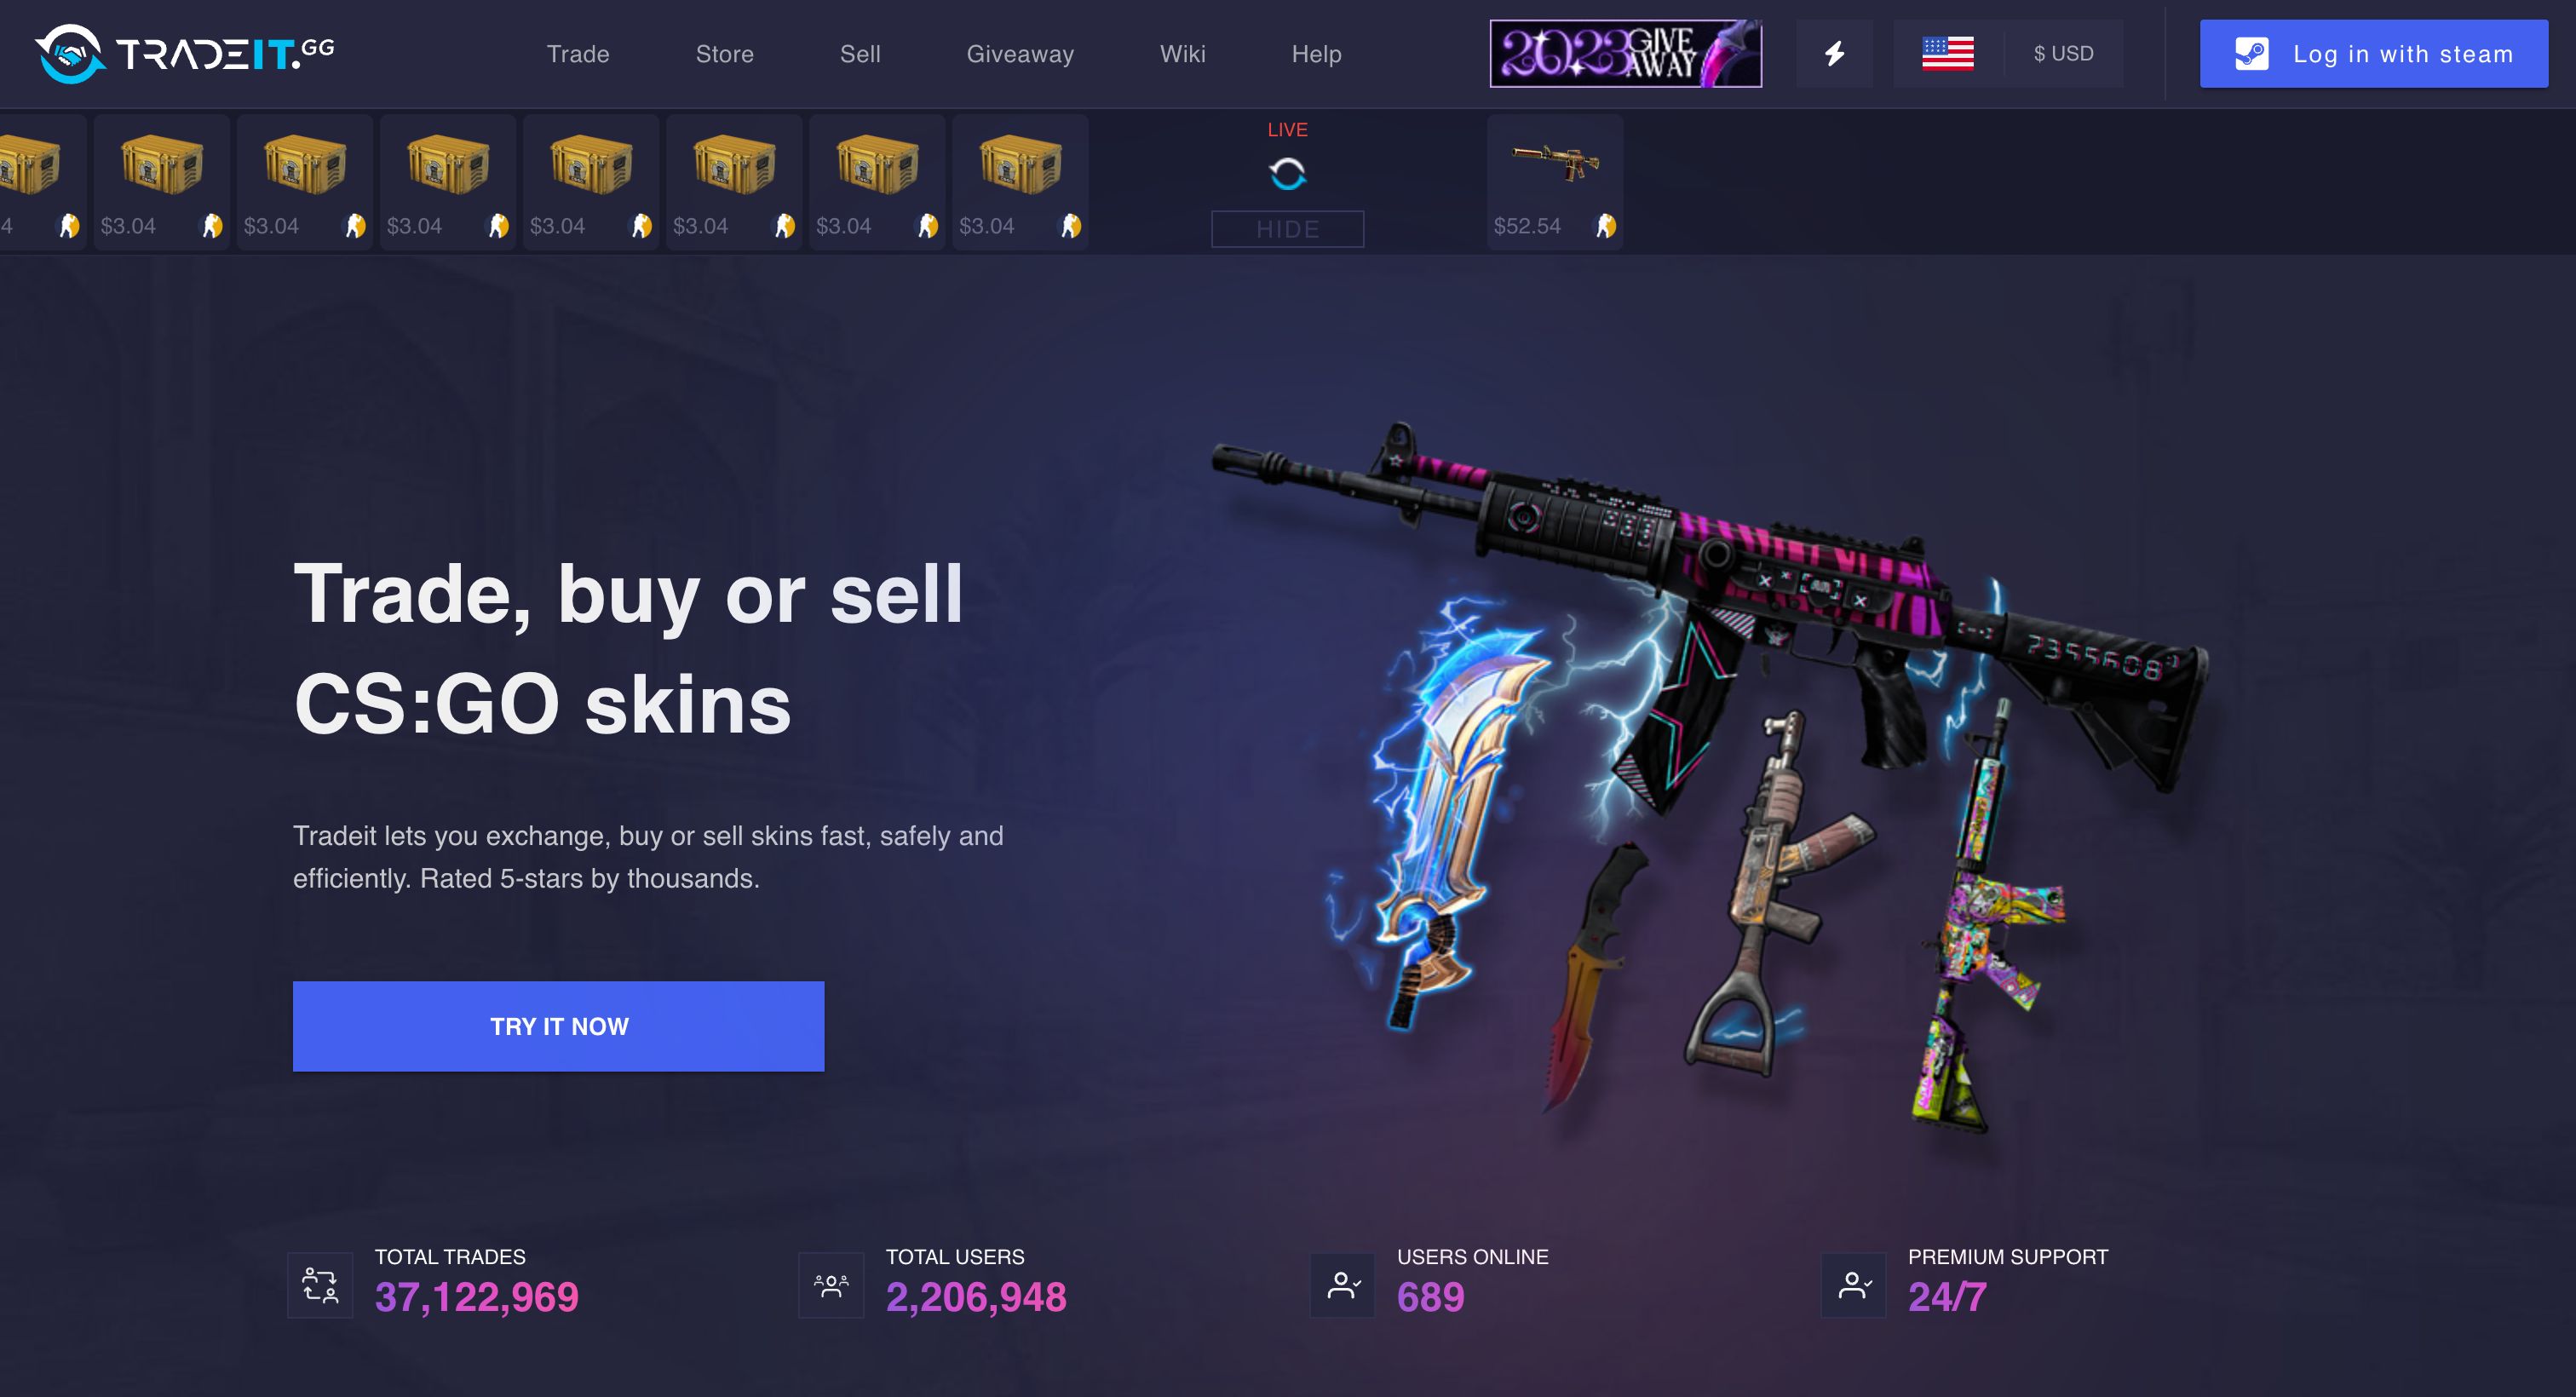 TRADEIT.GG
Trade
Store
Sell
Giveaway
Wiki
Help
2023 GIVE AWAY
$ USD
Log in with steam
4
$3.04
$3.04
$3.04
$3.04
$3.04
$3.04
$3.04
LIVE
HIDE
$52.54
Trade, buy or sell
CS:GO skins
7355608
Tradeit lets you exchange, buy or sell skins fast, safely and
efficiently. Rated 5-stars by thousands.
TRY IT NOW
TOTAL TRADES
37,122,969
TOTAL USERS
2,206,948
USERS ONLINE
689
PREMIUM SUPPORT
24/7